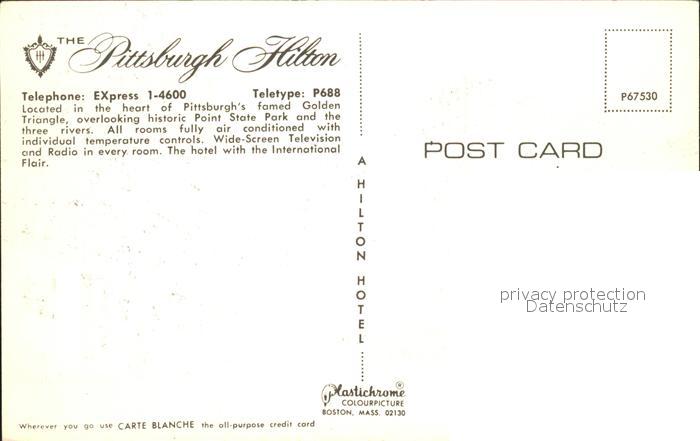 THE Pittsburgh Hilton
Telephone: EXpress 1-4600 Teletype: P688
Located in the heart of Pittsburgh's famed Golden
Triangle, overlooking historic Point State Park and the
three rivers. All rooms fully air conditioned with
individual temperature controls. Wide-Screen Television
and Radio in every room. The hotel with the International
Flair.
A HILTON HOTEL
Plastichrome®
COLOURPICTURE
BOSTON, MASS. 02130
Wherever you go use CARTE BLANCHE the all-purpose credit card
P67530
POST CARD
privacy protection
Datenschutz